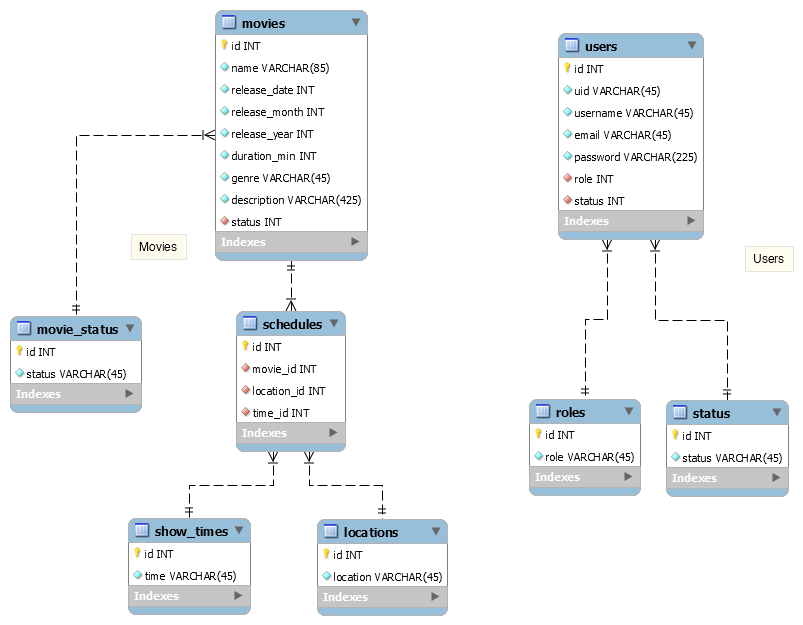 movies
id INT
name VARCHAR(85)
release_date INT
release_month INT
release_year INT
duration_min INT
genre VARCHAR(45)
description VARCHAR(425)
status INT
Indexes
users
id INT
uid VARCHAR(45)
username VARCHAR(45)
email VARCHAR(45)
password VARCHAR(225)
role INT
status INT
Indexes
Movies
Users
movie_status
id INT
status VARCHAR(45)
Indexes
schedules
id INT
movie_id INT
location_id INT
time_id INT
Indexes
roles
id INT
role VARCHAR(45)
Indexes
status
id INT
status VARCHAR(45)
Indexes
show_times
id INT
time VARCHAR(45)
Indexes
locations
id INT
location VARCHAR(45)
Indexes